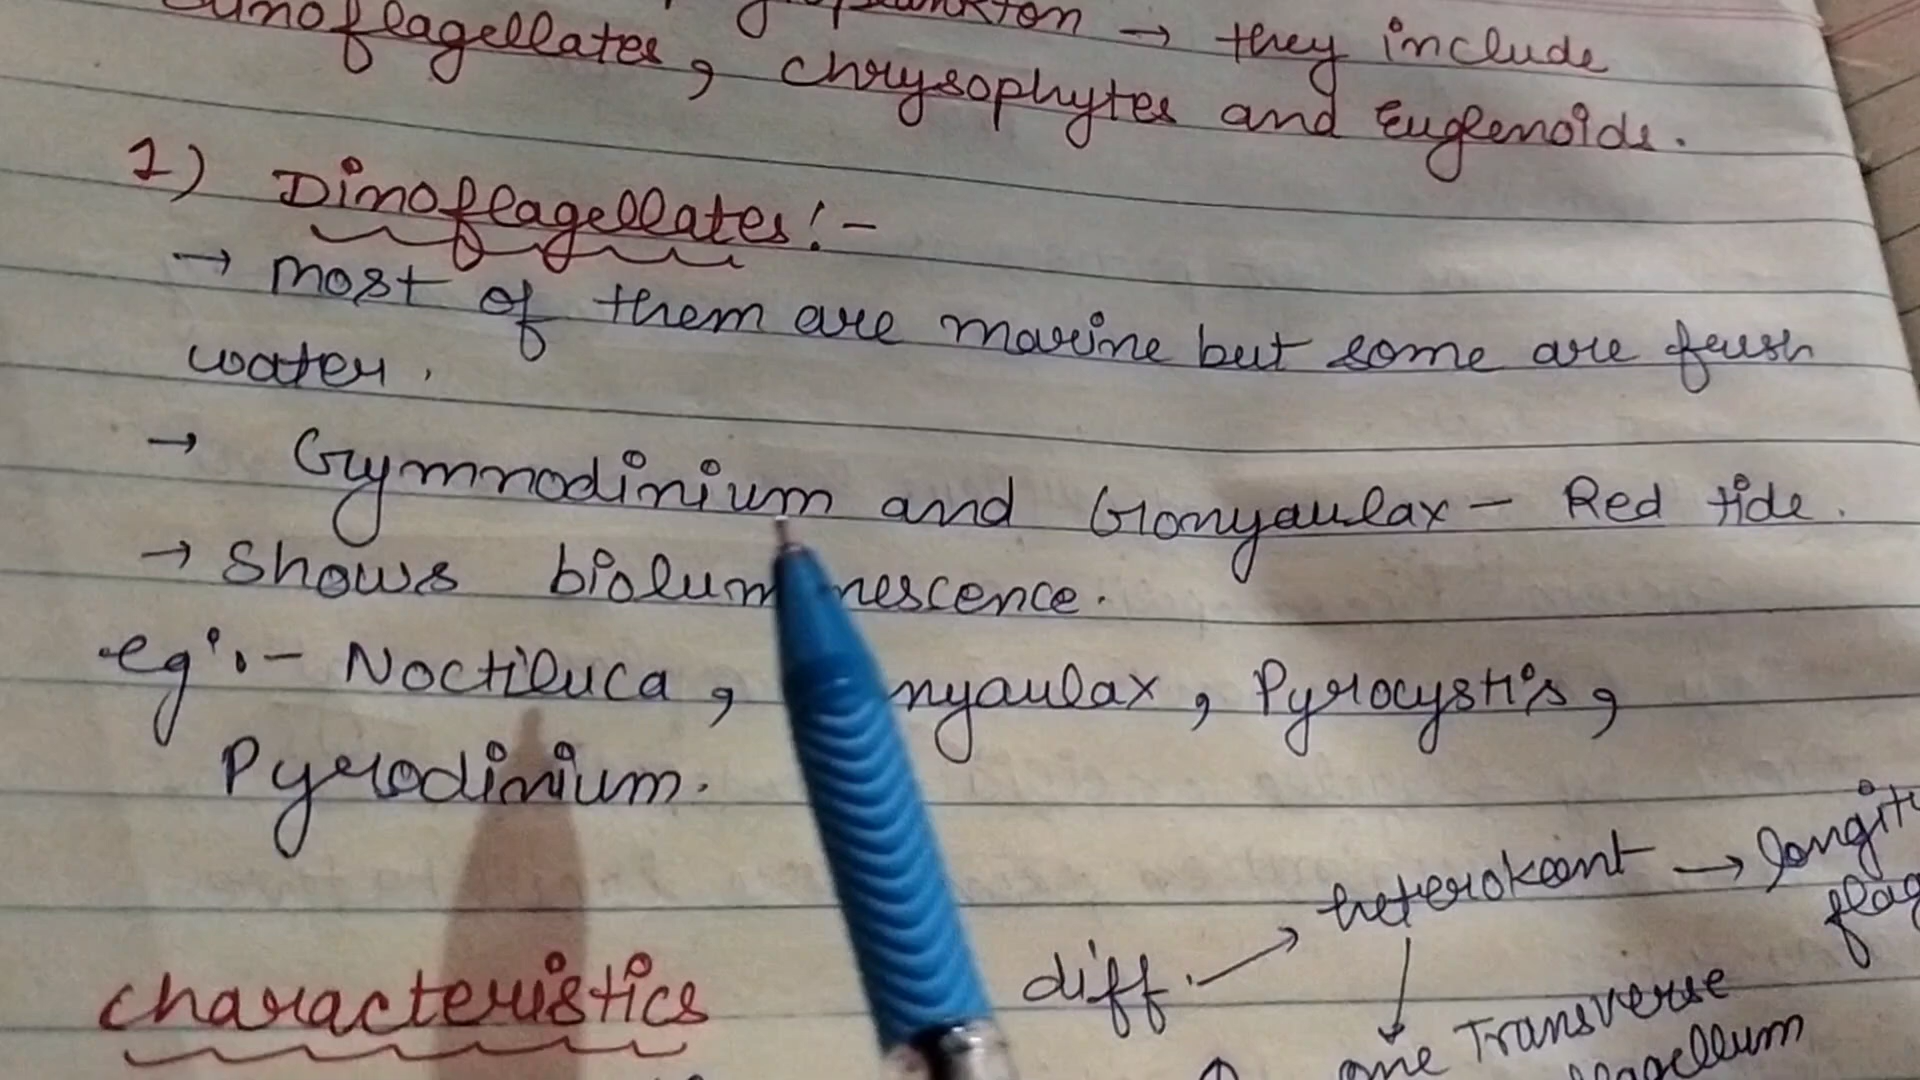 → they include
Dinoflagellates, chrysophytes and Euglenoids.
1) Dinoflagellates:-
→ most of them are marine but some are fresh
water.
→ Gymnodinium and Gonyaulax - Red tide.
→ Shows bioluminescence.
eg:- Noctiluca, nyaulax, Pyrocystis,
Pyrodinium.
heterokont → longit
flag
diff. →
characteristics
one Transverse